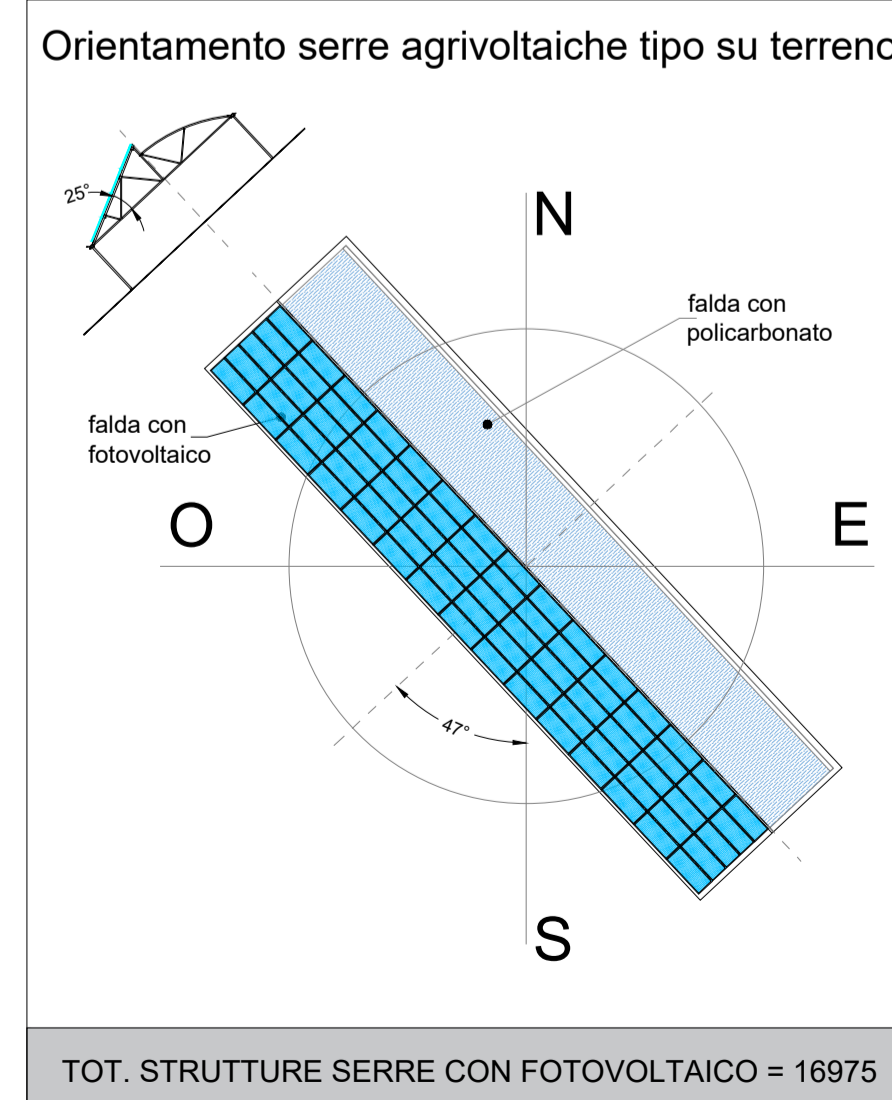 Orientamento serre agrivoltaiche tipo su terreno
25°
N
falda con
policarbonato
falda con
fotovoltaico
O
E
47°
S
TOT. STRUTTURE SERRE CON FOTOVOLTAICO = 16975